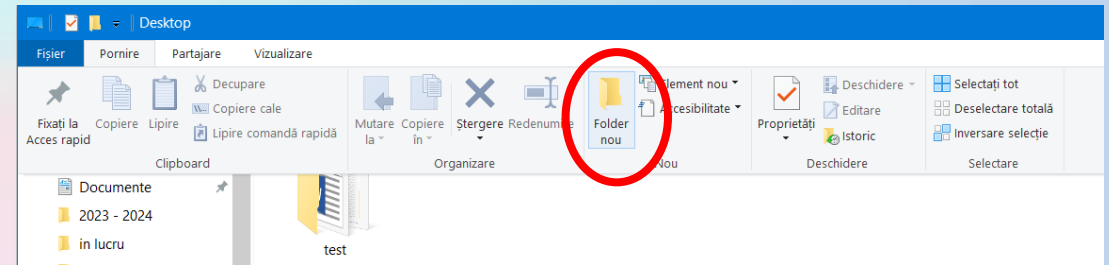 Desktop
Fișier Pornire Partajare Vizualizare
Fixați la
Acces rapid
Copiere
Lipire
Decupare
Copiere cale
Lipire comandă rapidă
Clipboard
Mutare
la
Copiere
în
Ștergere
Redenumire
Organizare
Folder
nou
Element nou
Accesibilitate
Nou
Proprietăți
Deschidere
Editare
Istoric
Deschidere
Selectați tot
Deselectare totală
Inversare selecție
Selectare
Documente
2023 - 2024
in lucru
test